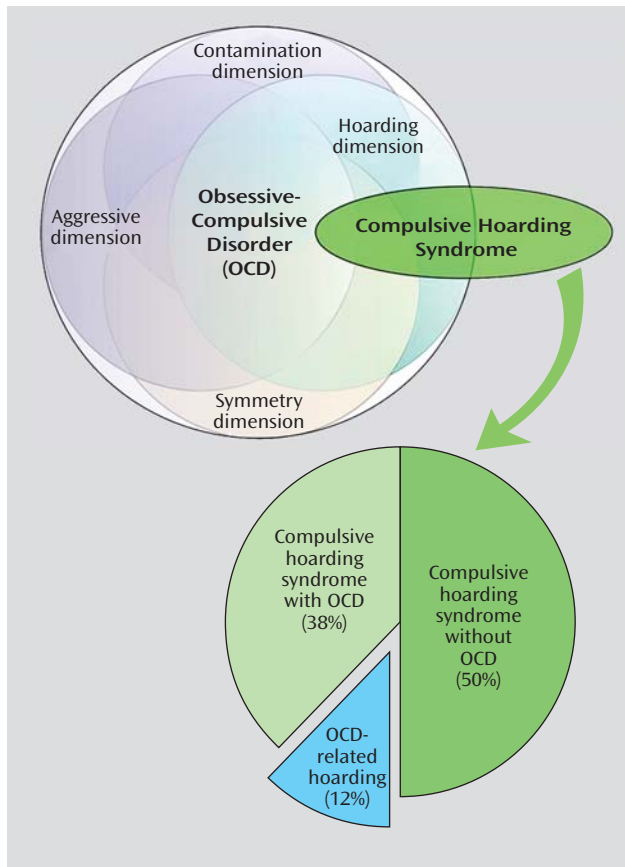 Contamination
dimension
Hoarding
dimension
Aggressive
dimension
Obsessive-
Compulsive
Disorder
(OCD)
Compulsive Hoarding
Syndrome
Symmetry
dimension
Compulsive
hoarding
syndrome
with OCD
(38%)
Compulsive
hoarding
syndrome
without
OCD
(50%)
OCD-
related
hoarding
(12%)